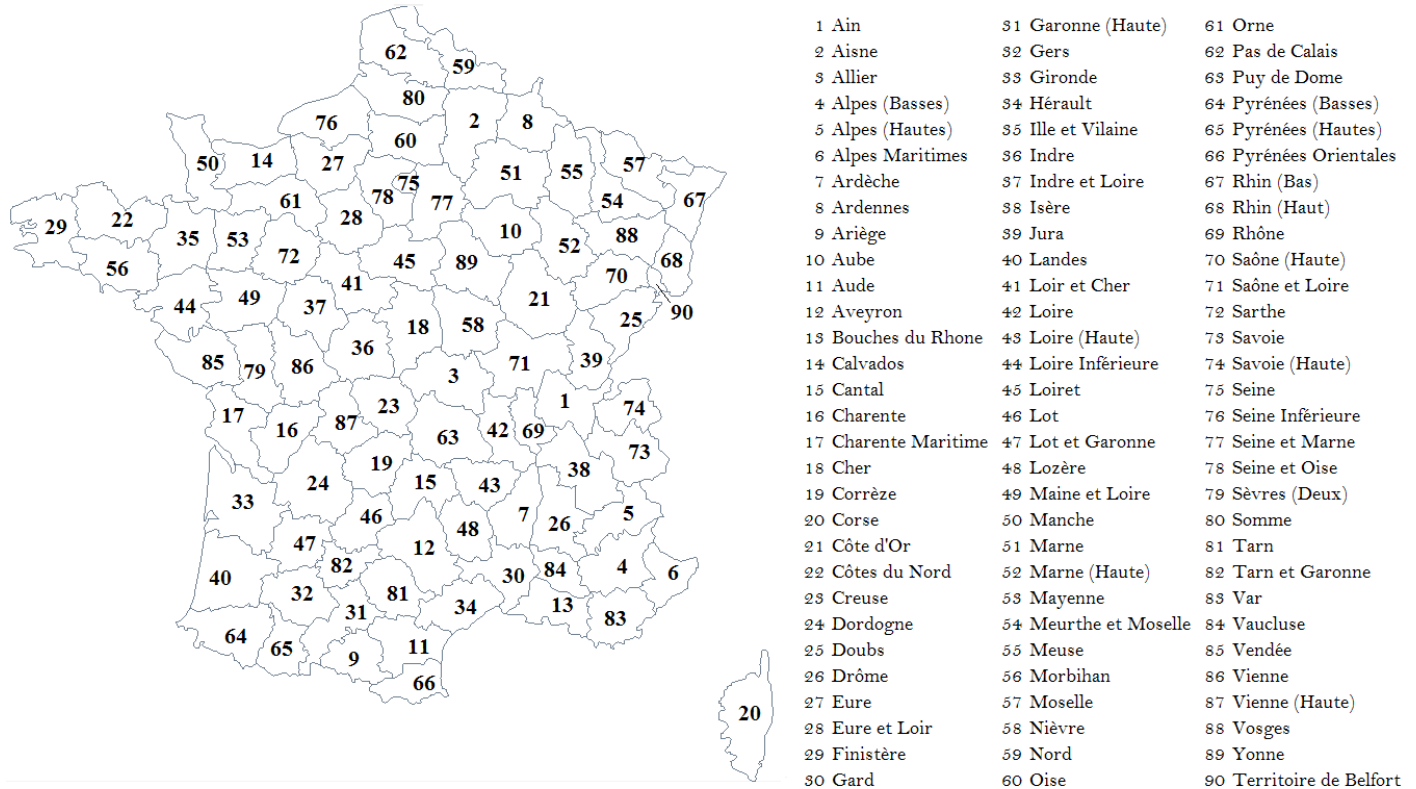 62
59
80
76
2
8
60
50
14
27
51
55
57
75
78
77
61
54
67
28
29
22
35
53
10
88
52
72
45
89
68
56
70
41
49
21
44
37
90
18
58
25
36
85
79
86
71
39
3
23
1
74
17
87
16
42
69
63
73
19
38
24
15
43
33
46
7
5
48
26
47
12
82
84
4
6
40
30
32
81
13
31
34
83
64
65
11
9
66
20
1 Ain
2 Aisne
3 Allier
4 Alpes (Basses)
5 Alpes (Hautes)
6 Alpes Maritimes
7 Ardèche
8 Ardennes
9 Ariège
10 Aube
11 Aude
12 Aveyron
13 Bouches du Rhone
14 Calvados
15 Cantal
16 Charente
17 Charente Maritime
18 Cher
19 Corrèze
20 Corse
21 Côte d'Or
22 Côtes du Nord
23 Creuse
24 Dordogne
25 Doubs
26 Drôme
27 Eure
28 Eure et Loir
29 Finistère
30 Gard
31 Garonne (Haute)
32 Gers
33 Gironde
34 Hérault
35 Ille et Vilaine
36 Indre
37 Indre et Loire
38 Isère
39 Jura
40 Landes
41 Loir et Cher
42 Loire
43 Loire (Haute)
44 Loire Inférieure
45 Loiret
46 Lot
47 Lot et Garonne
48 Lozère
49 Maine et Loire
50 Manche
51 Marne
52 Marne (Haute)
53 Mayenne
54 Meurthe et Moselle
55 Meuse
56 Morbihan
57 Moselle
58 Nièvre
59 Nord
60 Oise
61 Orne
62 Pas de Calais
63 Puy de Dome
64 Pyrénées (Basses)
65 Pyrénées (Hautes)
66 Pyrénées Orientales
67 Rhin (Bas)
68 Rhin (Haut)
69 Rhône
70 Saône (Haute)
71 Saône et Loire
72 Sarthe
73 Savoie
74 Savoie (Haute)
75 Seine
76 Seine Inférieure
77 Seine et Marne
78 Seine et Oise
79 Sèvres (Deux)
80 Somme
81 Tarn
82 Tarn et Garonne
83 Var
84 Vaucluse
85 Vendée
86 Vienne
87 Vienne (Haute)
88 Vosges
89 Yonne
90 Territoire de Belfort